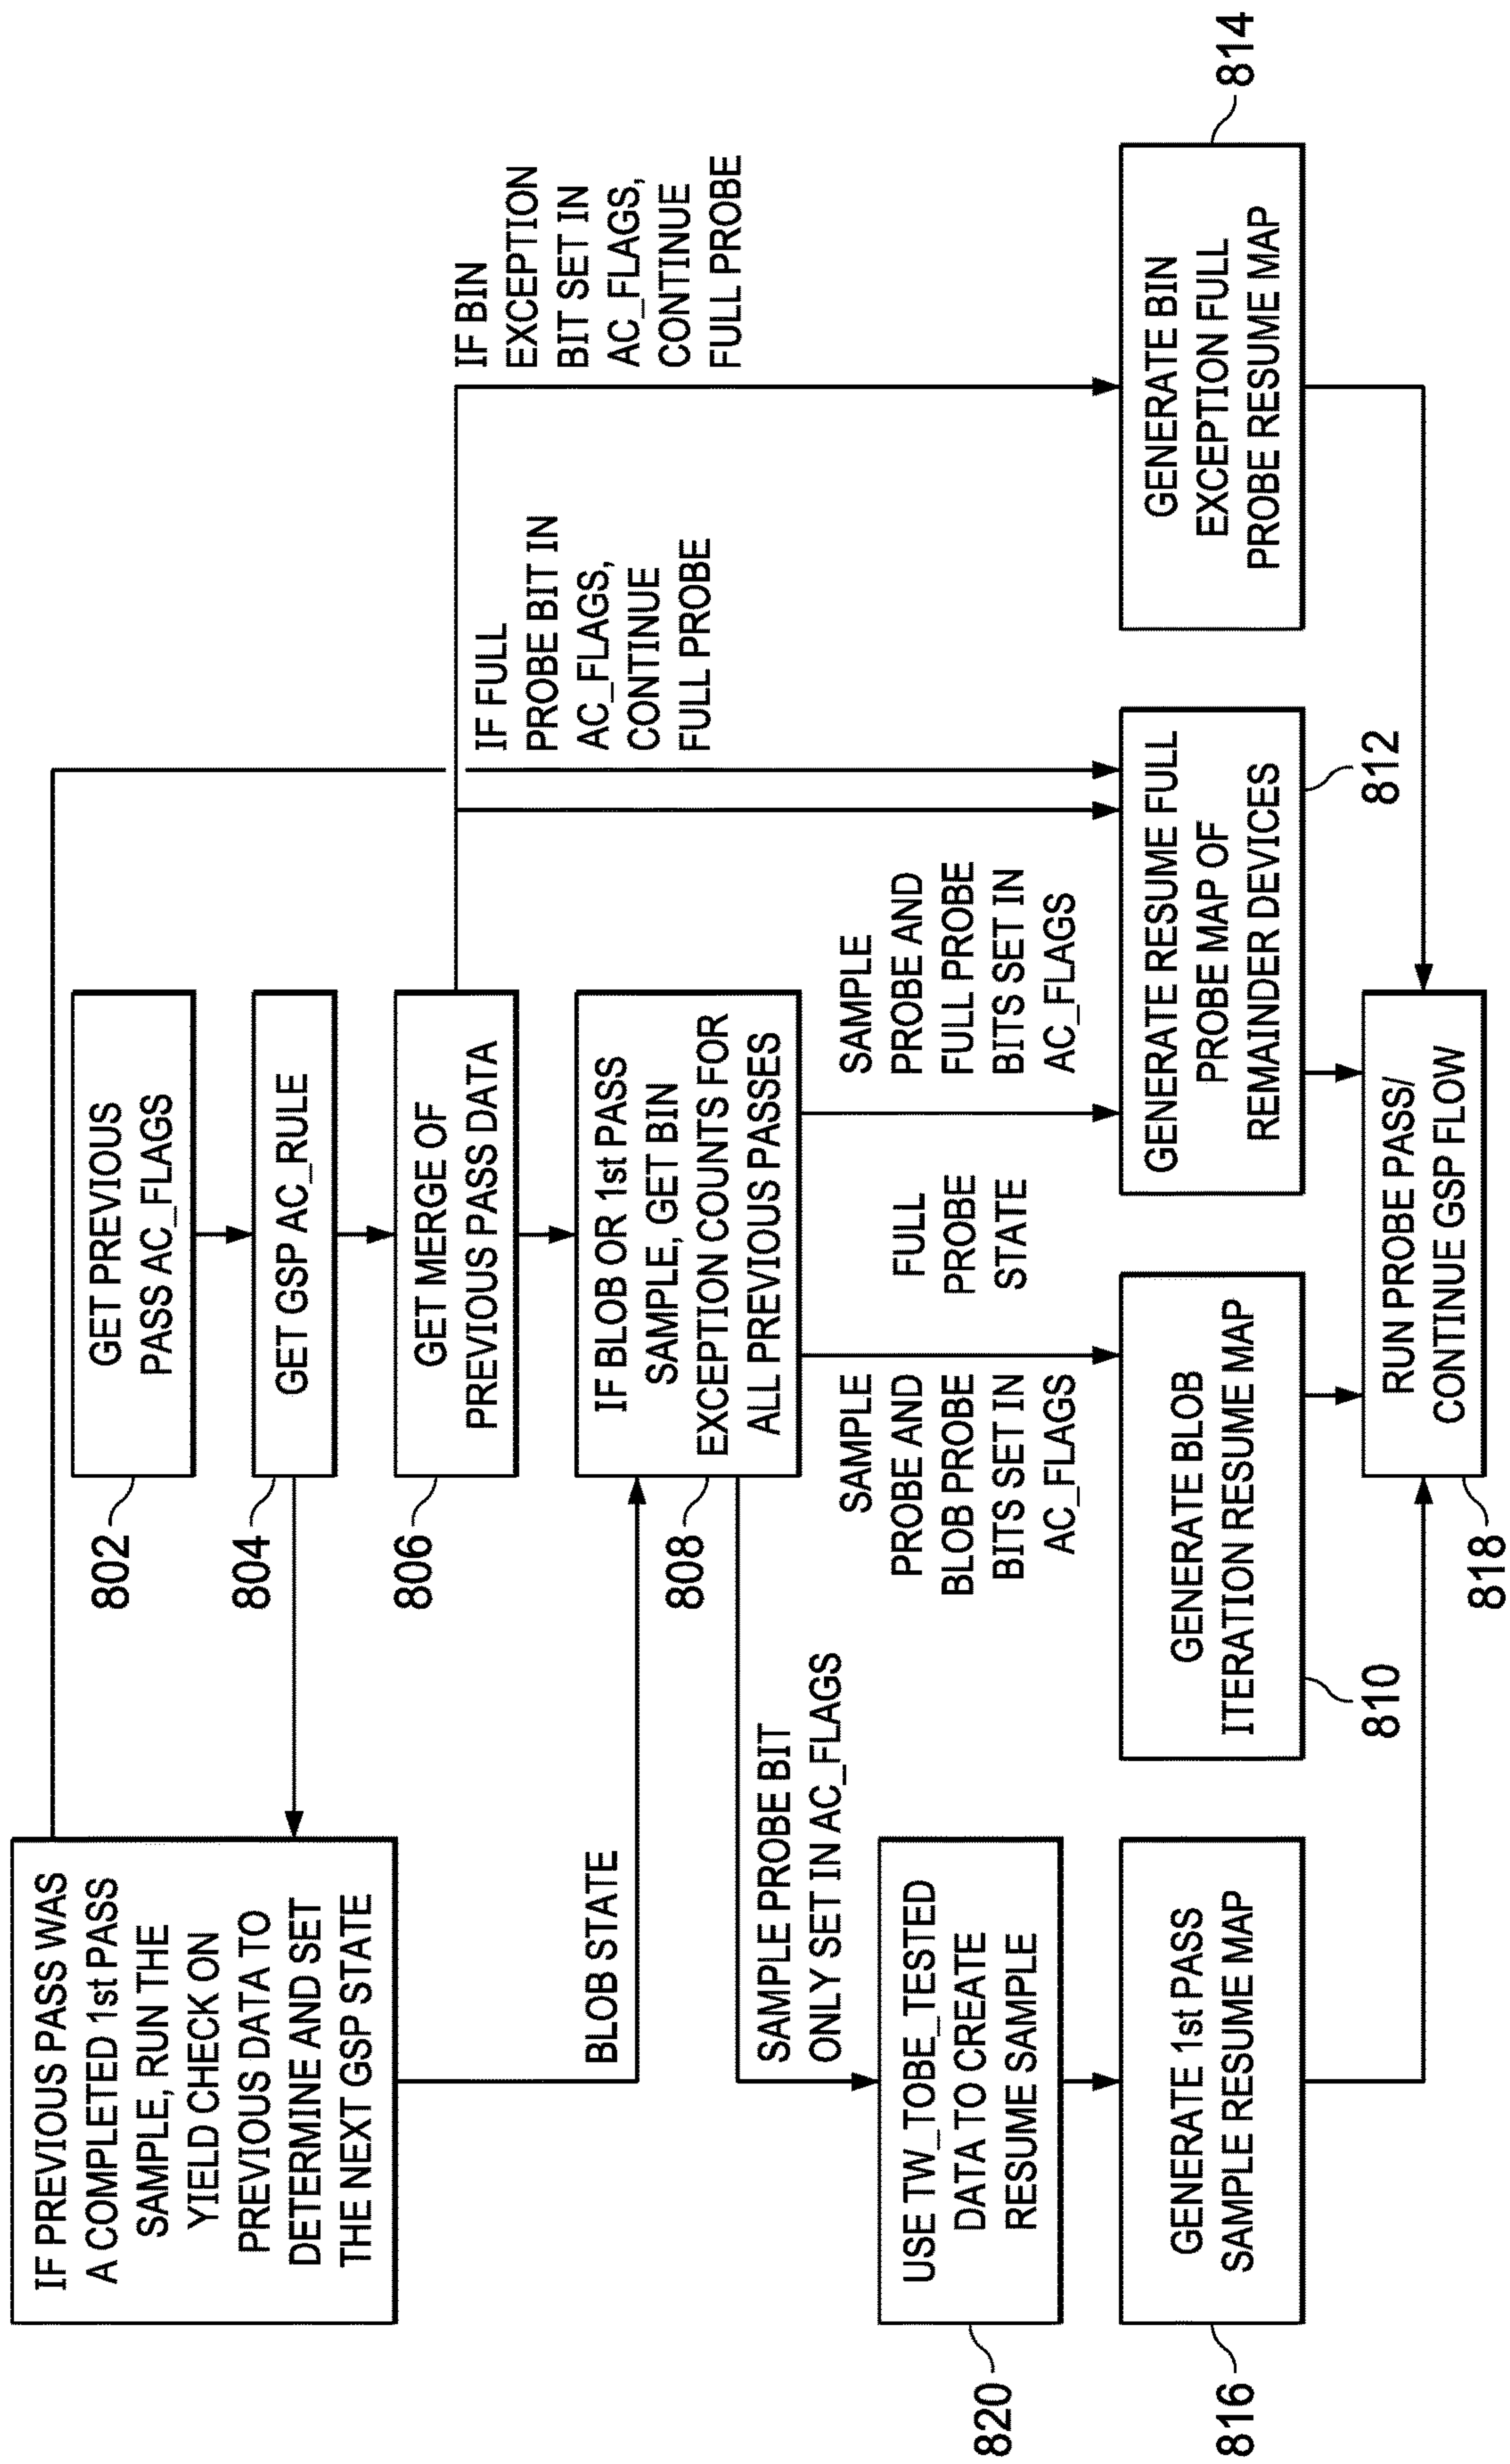 IF PREVIOUS PASS WAS
A COMPLETED 1st PASS
SAMPLE, RUN THE
YIELD CHECK ON
PREVIOUS DATA TO
DETERMINE AND SET
THE NEXT GSP STATE
802
GET PREVIOUS
PASS AC_FLAGS
804
GET GSP AC_RULE
806
GET MERGE OF
PREVIOUS PASS DATA
IF FULL
PROBE BIT IN
AC_FLAGS,
CONTINUE
FULL PROBE
IF BIN
EXCEPTION
BIT SET IN
AC_FLAGS,
CONTINUE
FULL PROBE
BLOB STATE
808
IF BLOB OR 1st PASS
SAMPLE, GET BIN
EXCEPTION COUNTS FOR
ALL PREVIOUS PASSES
SAMPLE PROBE BIT
ONLY SET IN AC_FLAGS
SAMPLE
PROBE AND
BLOB PROBE
BITS SET IN
AC_FLAGS
FULL
PROBE
STATE
SAMPLE
PROBE AND
FULL PROBE
BITS SET IN
AC_FLAGS
820
USE TW_TOBE_TESTED
DATA TO CREATE
RESUME SAMPLE
816
GENERATE 1st PASS
SAMPLE RESUME MAP
GENERATE BLOB
ITERATION RESUME MAP
810
GENERATE RESUME FULL
PROBE MAP OF
REMAINDER DEVICES
812
GENERATE BIN
EXCEPTION FULL
PROBE RESUME MAP
814
RUN PROBE PASS/
CONTINUE GSP FLOW
818